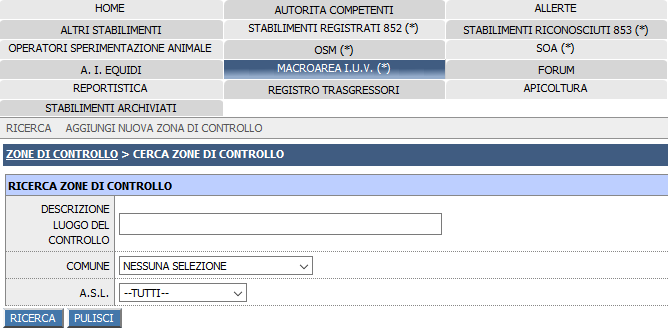 HOME AUTORITA COMPETENTI ALLERTE
ALTRI STABILIMENTI STABILIMENTI REGISTRATI 852 (*) STABILIMENTI RICONOSCIUTI 853 (*)
OPERATORI SPERIMENTAZIONE ANIMALE OSM (*) SOA (*)
A. I. EQUIDI MACROAREA I.U.V. (*) FORUM
REPORTISTICA REGISTRO TRASGRESSORI APICOLTURA
STABILIMENTI ARCHIVIATI
RICERCA AGGIUNGI NUOVA ZONA DI CONTROLLO
ZONE DI CONTROLLO > CERCA ZONE DI CONTROLLO
RICERCA ZONE DI CONTROLLO
DESCRIZIONE
LUOGO DEL
CONTROLLO
COMUNE NESSUNA SELEZIONE
A.S.L. --TUTTI--
RICERCA PULISCI